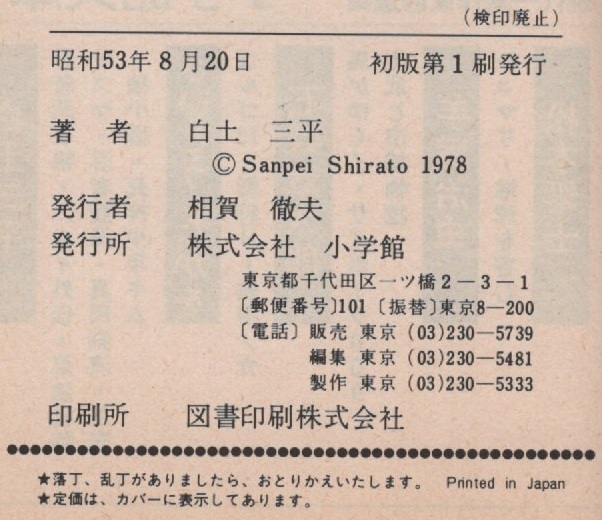 (検印廃止)
昭和53年8月20日 初版第1刷発行
著 者 白土 三平
©Sanpei Shirato 1978
発行者 相賀 徹夫
発行所 株式会社 小学館
東京都千代田区一ツ橋2－3－1
〔郵便番号〕101〔振替〕東京8―200
〔電話〕販売 東京 (03)230―5739
編集 東京 (03)230―5481
製作 東京 (03)230―5333
印刷所 図書印刷株式会社
★落丁、乱丁がありましたら、おとりかえいたします。 Printed in Japan
★定価は、カバーに表示してあります。